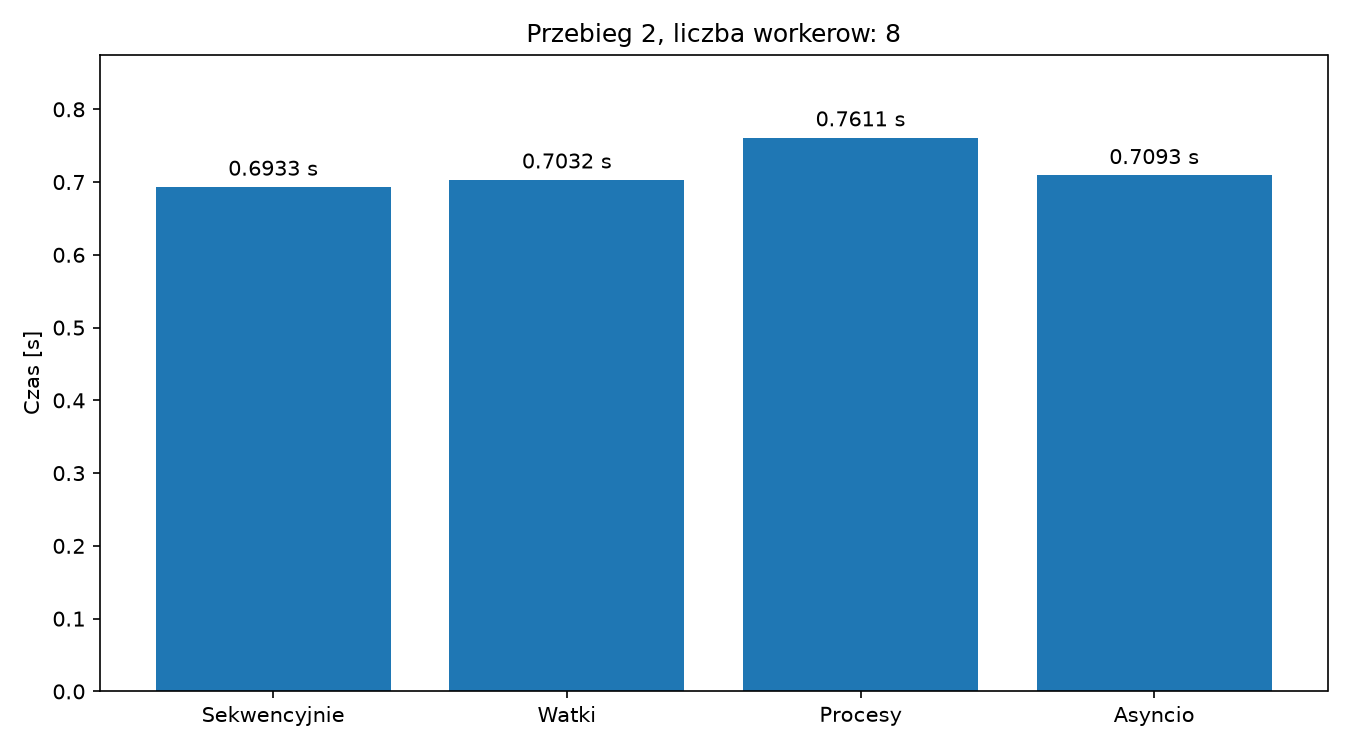 Przebieg 2, liczba workerow: 8
Czas [s]
0.8
0.7
0.6
0.5
0.4
0.3
0.2
0.1
0.0
0.6933 s
0.7032 s
0.7611 s
0.7093 s
Sekwencyjnie
Watki
Procesy
Asyncio